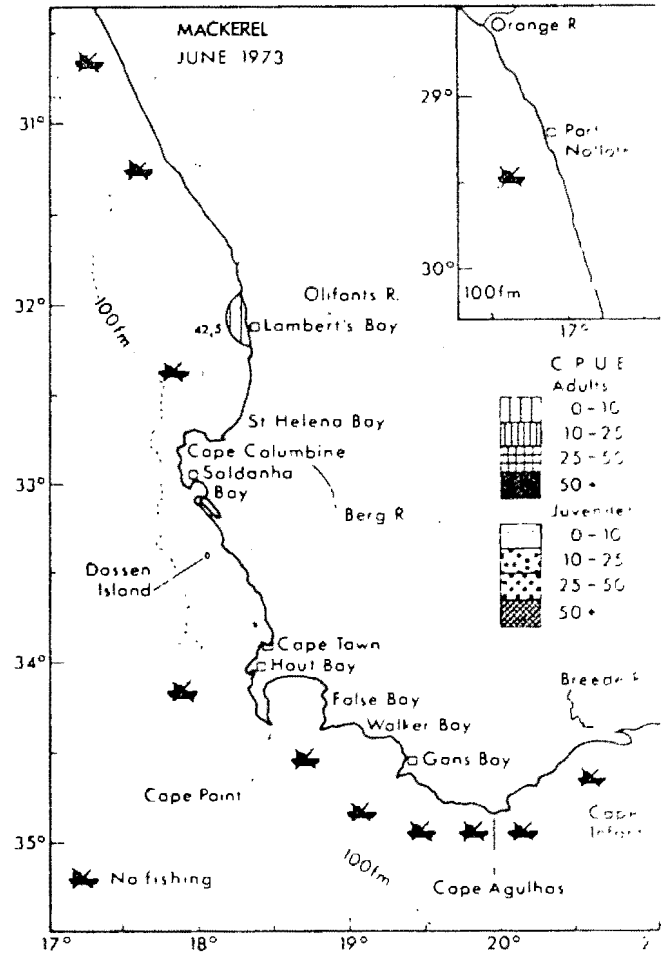 MACKEREL
JUNE 1973
Orange R
29°
Port
30°
100fm
17°
31°
100fm
Olifants R.
32°
42,5
Lambert's Bay
C P U E
Adults
0-10
10-25
25-50
50+
Juveniles
0-10
10-25
25-50
50+
St Helena Bay
Cape Columbine
Saldanha
Bay
33°
Berg R
Dassen
Island
Cape Town
Hout Bay
34°
Breede
False Bay
Walker Bay
Gans Bay
Cape Point
Cape
35°
100fm
No fishing
Cape Agulhas
17°
18°
19°
20°